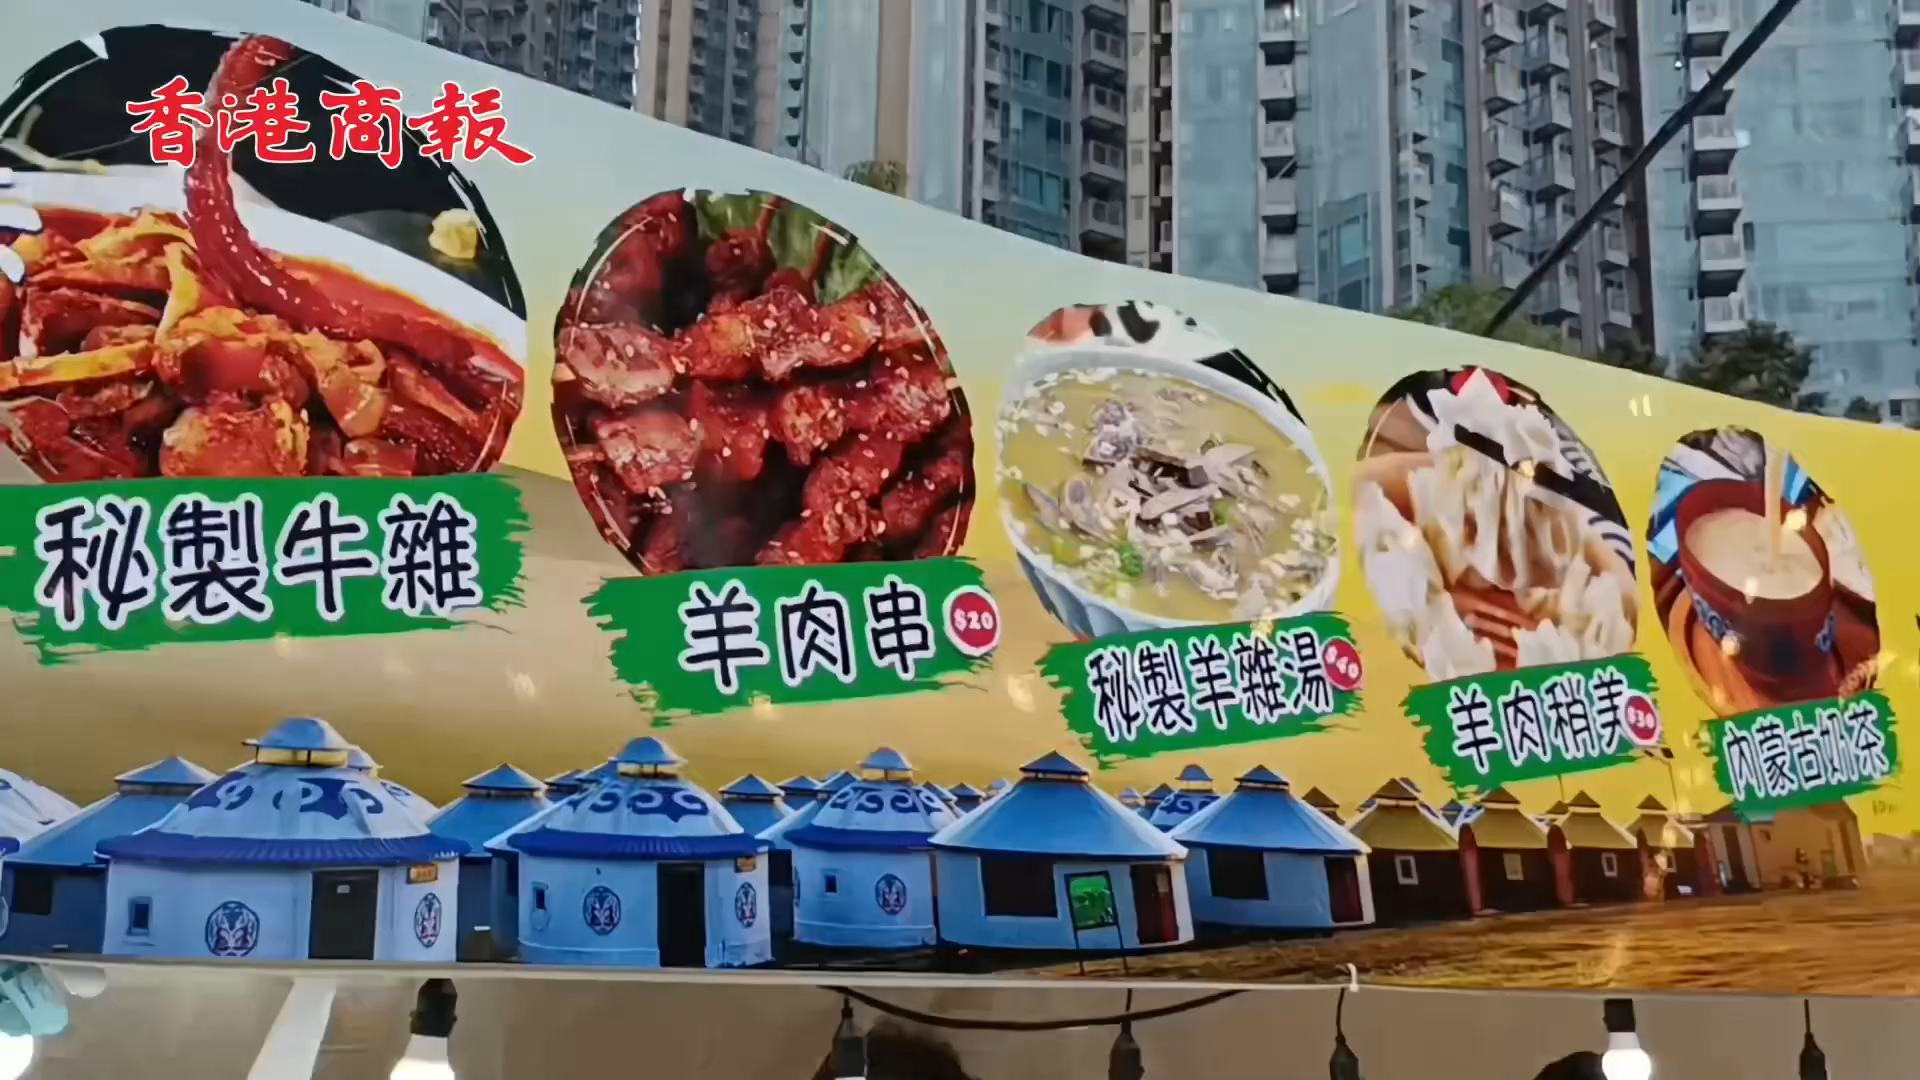 香港商報
秘製牛雜
羊肉串 $20
秘製羊雜湯 $40
羊肉稍美 $30
內蒙古奶茶